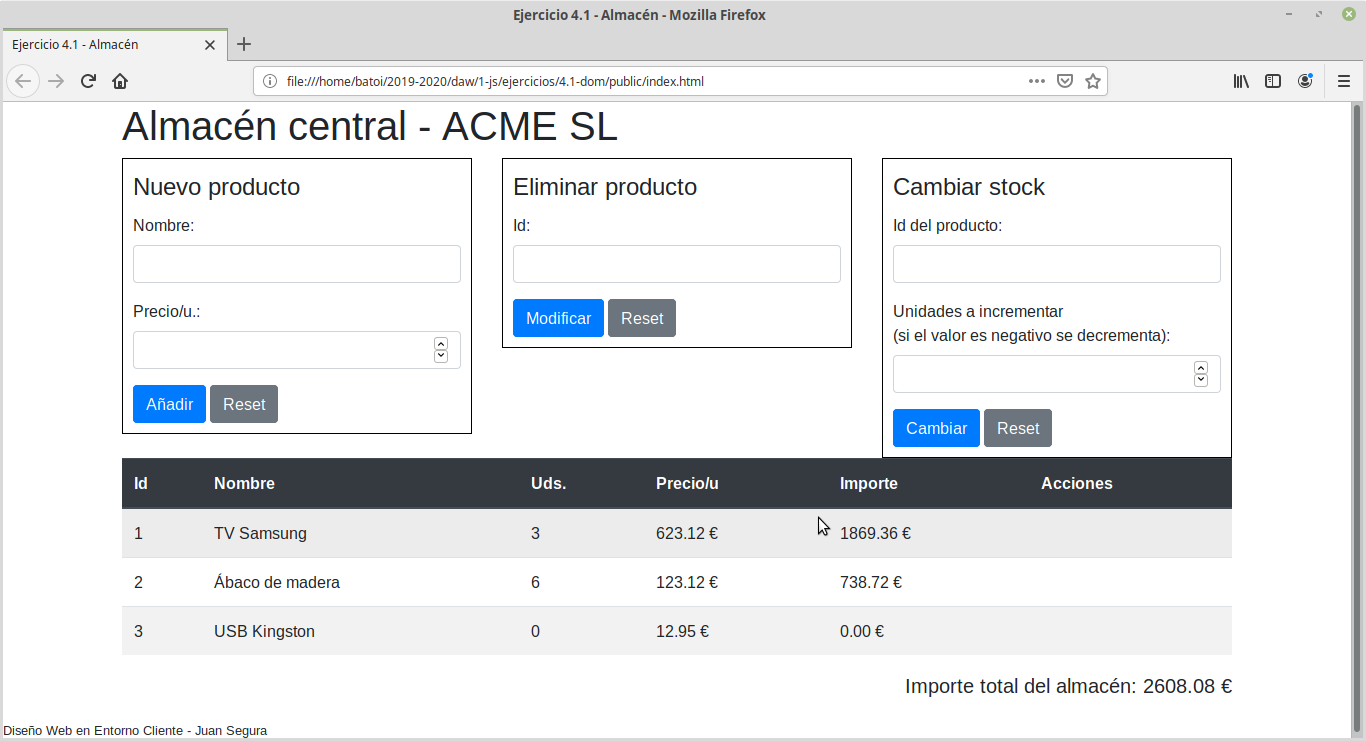 Ejercicio 4.1 - Almacén - Mozilla Firefox
Ejercicio 4.1 - Almacén
file:///home/batoi/2019-2020/daw/1-js/ejercicios/4.1-dom/public/index.html
Almacén central - ACME SL
Nuevo producto
Nombre:
Precio/u.:
Añadir Reset
Eliminar producto
Id:
Modificar Reset
Cambiar stock
Id del producto:
Unidades a incrementar
(si el valor es negativo se decrementa):
Cambiar Reset
Id Nombre Uds. Precio/u Importe Acciones
1 TV Samsung 3 623.12 € 1869.36 €
2 Ábaco de madera 6 123.12 € 738.72 €
3 USB Kingston 0 12.95 € 0.00 €
Importe total del almacén: 2608.08 €
Diseño Web en Entorno Cliente - Juan Segura